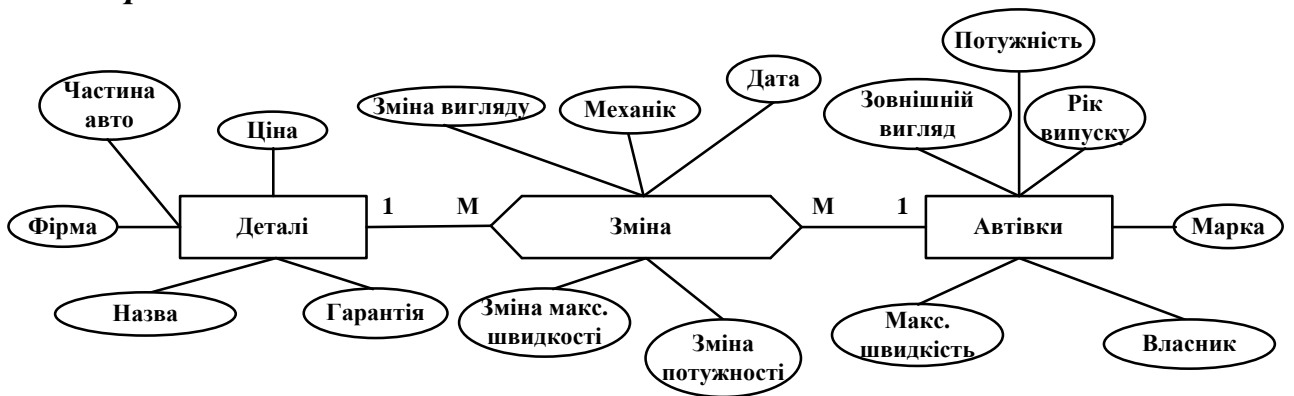 Потужність
Дата
Частина
авто
Зміна вигляду
Механік
Зовнішній
вигляд
Рік
випуску
Ціна
Фірма
Деталі
1
М
Зміна
М
1
Автівки
Марка
Назва
Гарантія
Зміна макс.
швидкості
Зміна
потужності
Макс.
швидкість
Власник